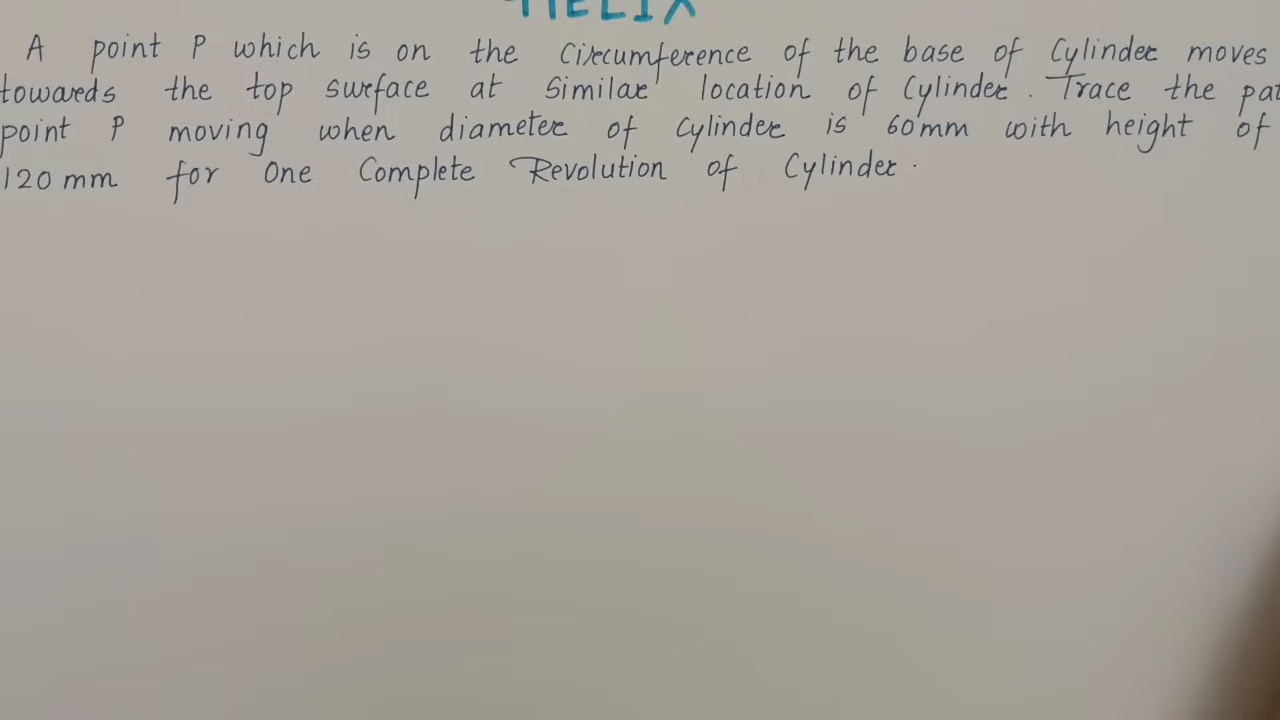 HELIX
A point P which is on the circumference of the base of Cylinder moves
towards the top surface at similar location of Cylinder. Trace the
point P moving when diameter of Cylinder is 60mm with height of
120 mm for One Complete Revolution of Cylinder.